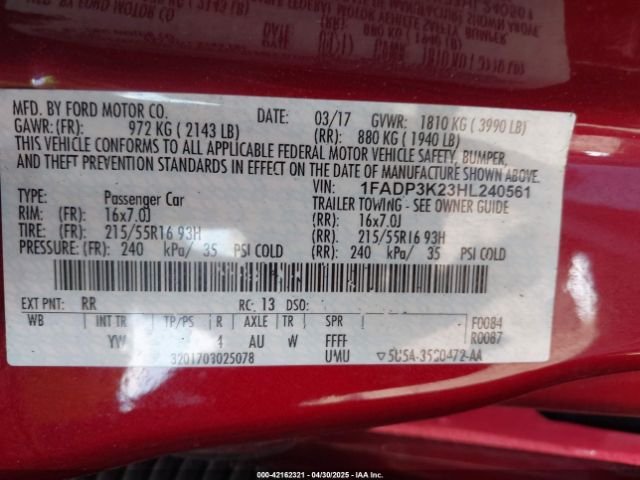 MFD. BY FORD MOTOR CO.
DATE: 03/17 GVWR: 1810 KG ( 3990 LB)
GAWR: (FR): 972 KG ( 2143 LB) (RR): 880 KG ( 1940 LB)
THIS VEHICLE CONFORMS TO ALL APPLICABLE FEDERAL MOTOR VEHICLE SAFETY, BUMPER,
AND THEFT PREVENTION STANDARDS IN EFFECT ON THE DATE OF MANUFACTURE SHOWN ABOVE.
VIN: 1FADP3K23HL240561
TYPE: Passenger Car TRAILER TOWING - SEE OWNER GUIDE
RIM: (FR) 16x7.0J (RR): 16x7.0J
TIRE: (FR) 215/55R16 93H (RR): 215/55R16 93H
PRESSURE: (FR): 240 kPa/ 35 PSI COLD (RR): 240 kPa/ 35 PSI COLD
EXT PNT: RR RC: 13 DSO:
WB INT TR TP/PS R AXLE TR SPR F0084
YW 4 AU W FFFF R0087
3201703025078 UMU
000-42162321 - 04/30/2025 - IAA Inc.